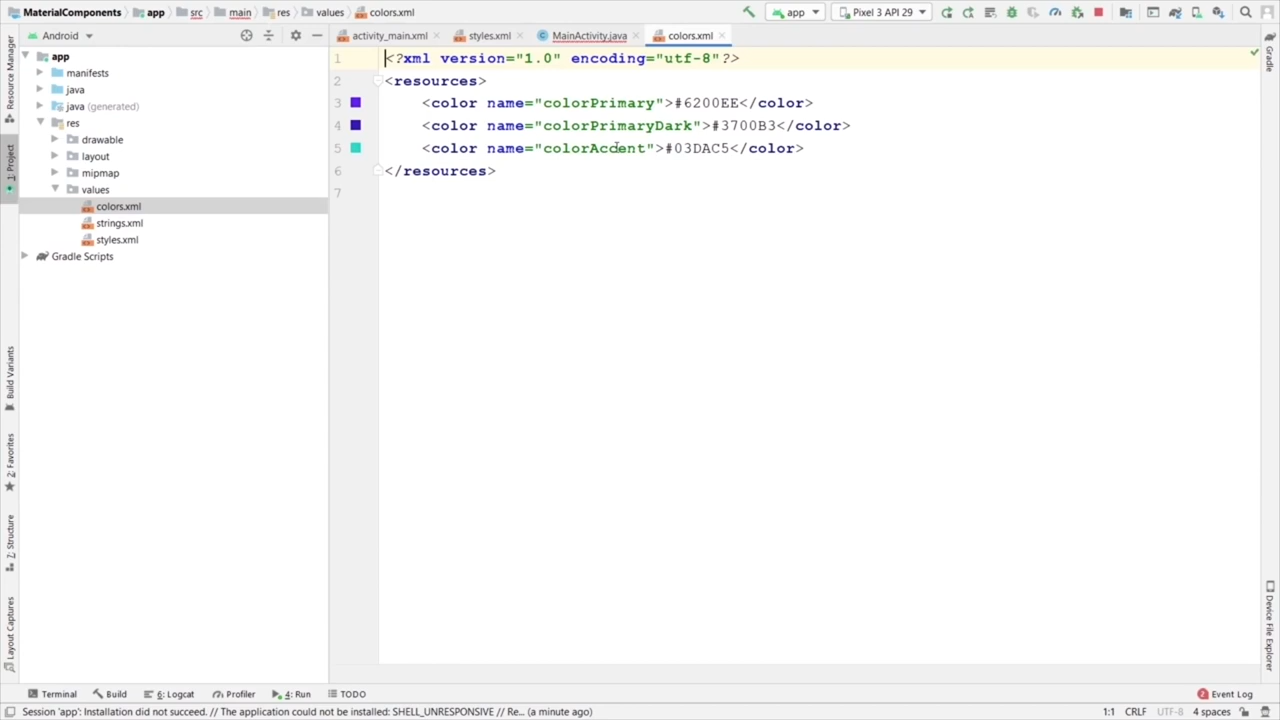 MaterialComponents app src main res values colors.xml
app Pixel 3 API 29
Android
activity_main.xml styles.xml MainActivity.java colors.xml
app
manifests
java
java (generated)
res
drawable
layout
mipmap
values
colors.xml
strings.xml
styles.xml
Gradle Scripts
1 <?xml version="1.0" encoding="utf-8"?>
2 <resources>
3 <color name="colorPrimary">#6200EE</color>
4 <color name="colorPrimaryDark">#3700B3</color>
5 <color name="colorAccent">#03DAC5</color>
6 </resources>
7
Resource Manager
1: Project
Build Variants
2: Favorites
7: Structure
Layout Captures
Gradle
Device File Explorer
Terminal Build 6: Logcat Profiler 4: Run TODO
1 Event Log
Session 'app': Installation did not succeed. // The application could not be installed: SHELL_UNRESPONSIVE // Re... (a minute ago)
1:1 CRLF UTF-8 4 spaces